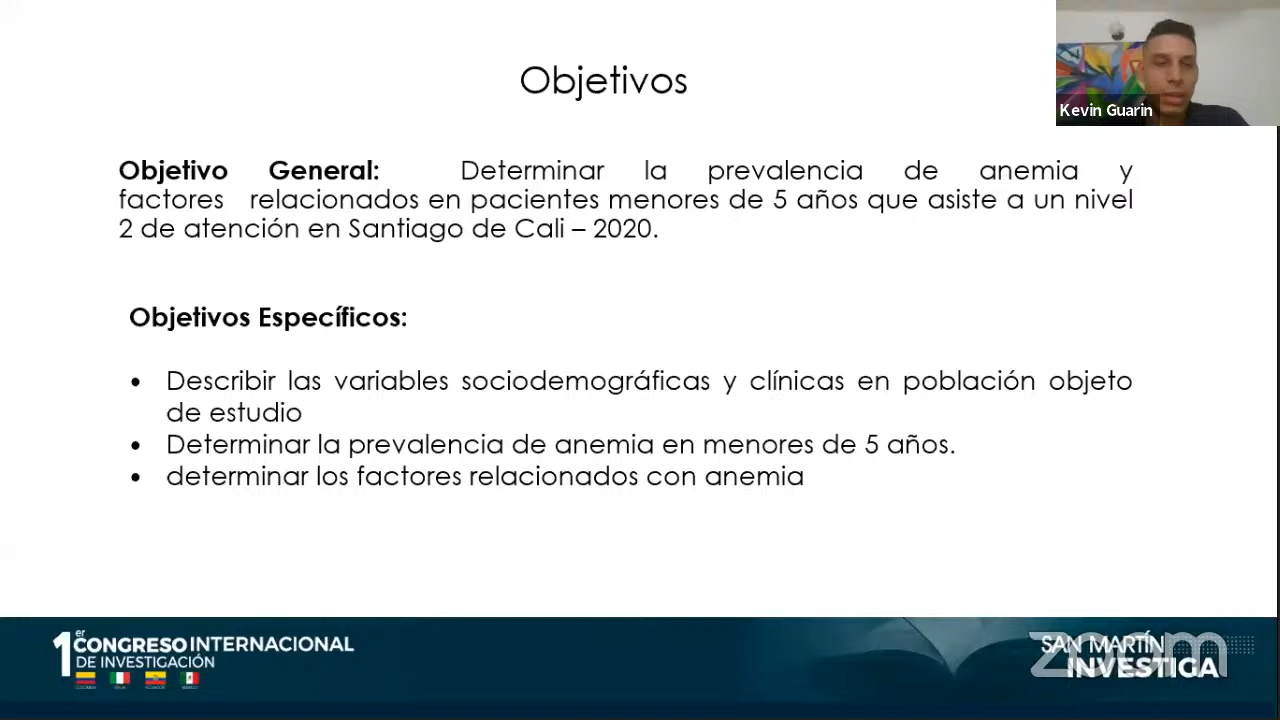 Objetivos
Kevin Guarin
Objetivo General: Determinar la prevalencia de anemia y
factores relacionados en pacientes menores de 5 años que asiste a un nivel
2 de atención en Santiago de Cali – 2020.
Objetivos Específicos:
• Describir las variables sociodemográficas y clínicas en población objeto
de estudio
• Determinar la prevalencia de anemia en menores de 5 años.
• determinar los factores relacionados con anemia
1er CONGRESO INTERNACIONAL
DE INVESTIGACIÓN
SAN MARTÍN
INVESTIGA
zoom